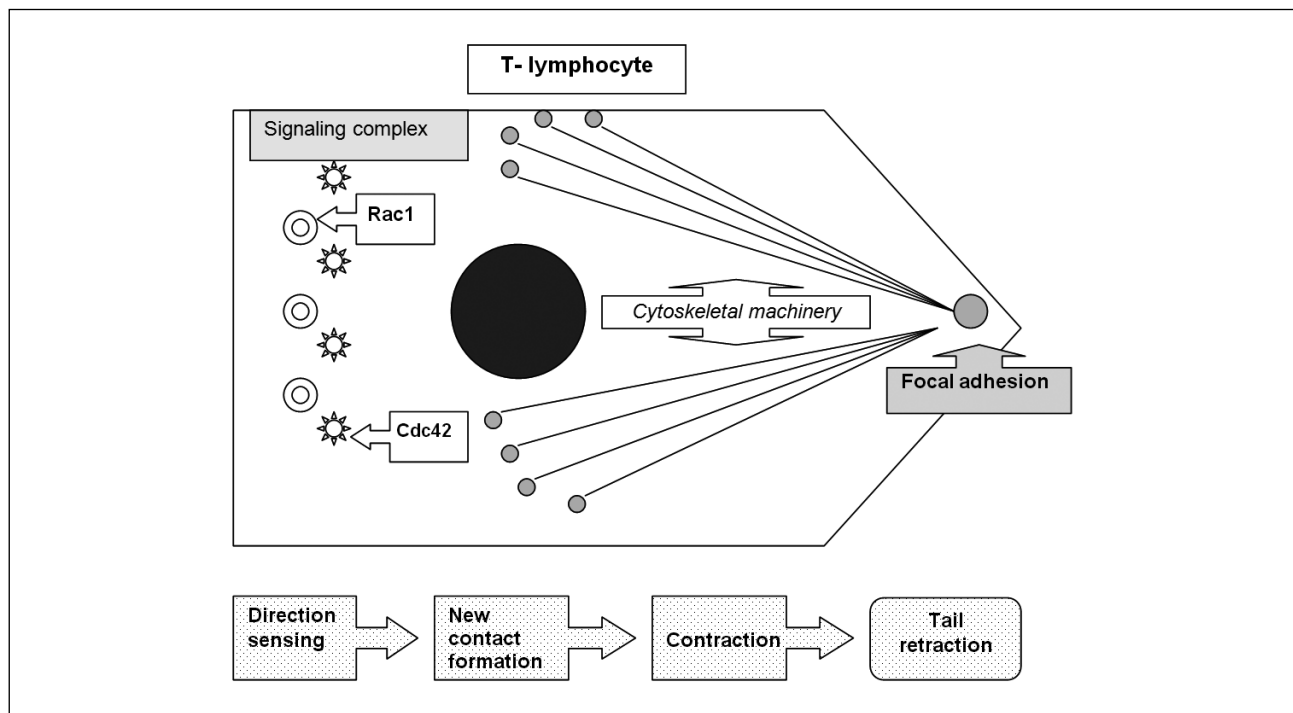 T- lymphocyte
Signaling complex
Rac1
Cytoskeletal machinery
Focal adhesion
Cdc42
Direction
sensing
New
contact
formation
Contraction
Tail
retraction